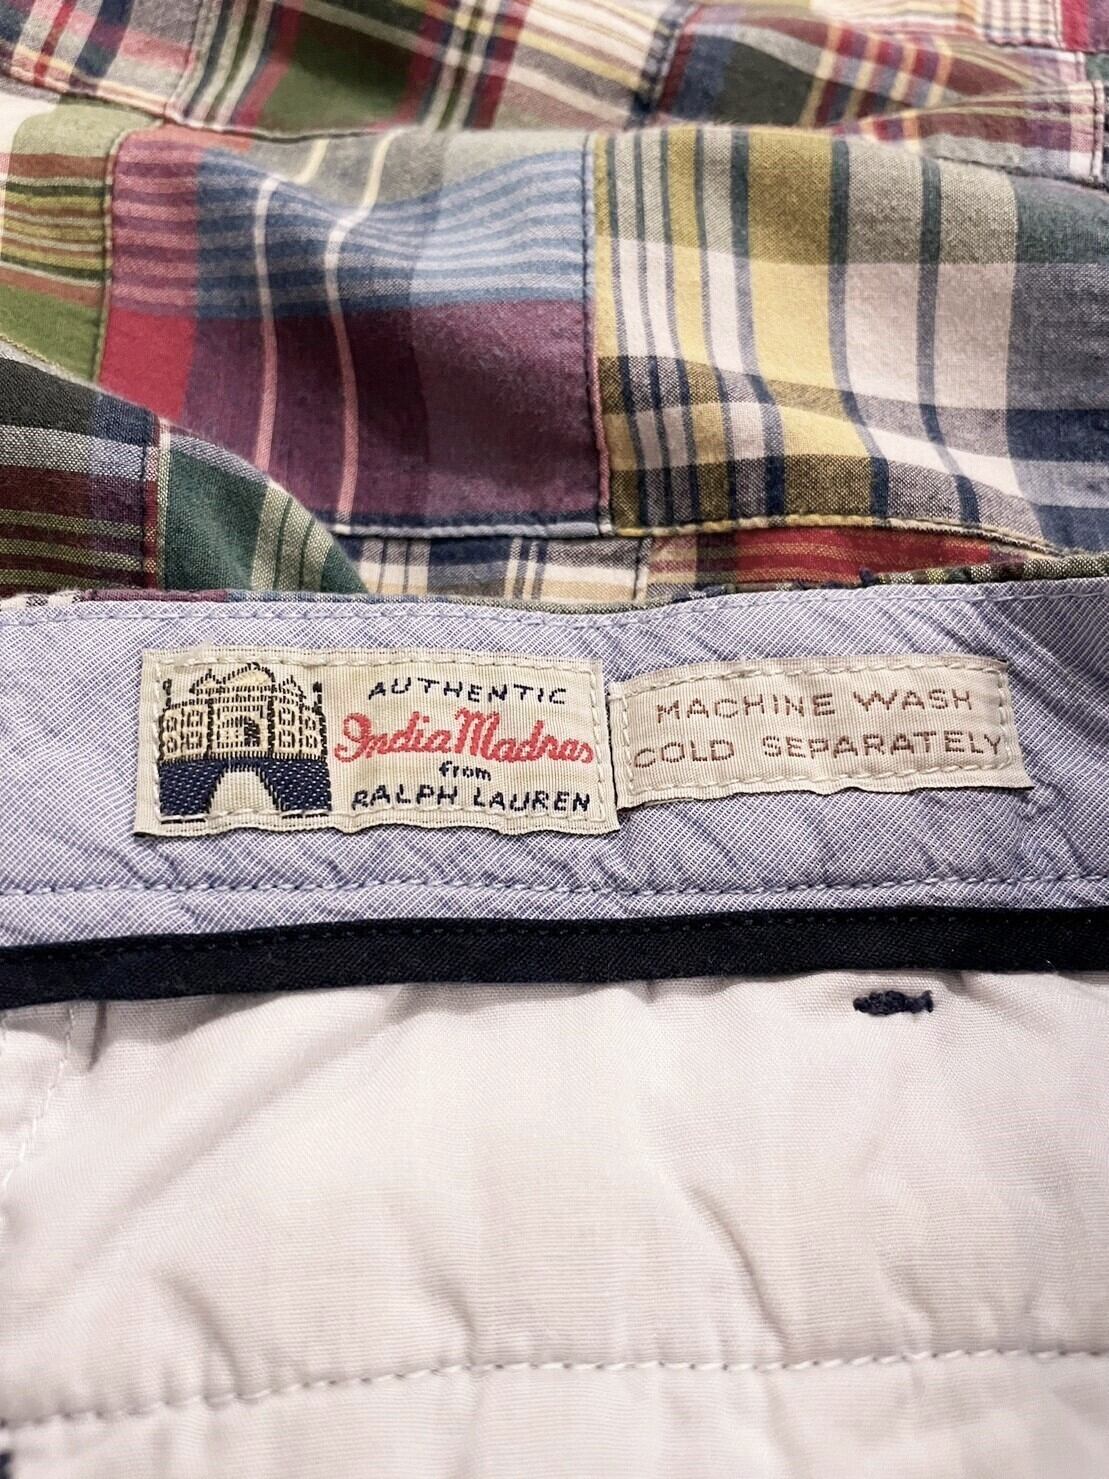 AUTHENTIC
India Madras
from
RALPH LAUREN
MACHINE WASH
COLD SEPARATELY